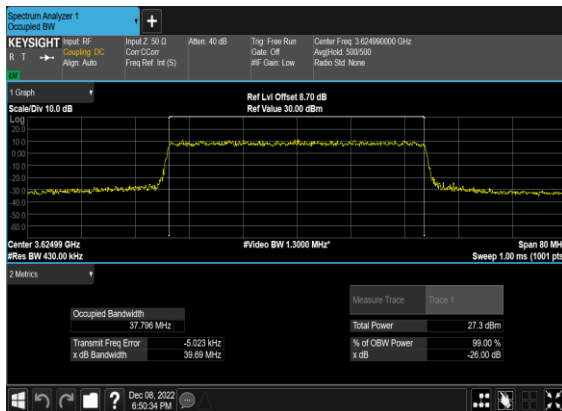 Spectrum Analyzer 1
Occupied BW
KEYSIGHT
R T
Input: RF
Coupling: DC
Align: Auto
Input Z: 50 Ω
Corr CCorr
Freq Ref: Int (S)
Atten: 40 dB
Trig: Free Run
Gate: Off
#IF Gain: Low
Center Freq: 3.624990000 GHz
Avg|Hold: 500/500
Radio Std: None
1 Graph
Scale/Div 10.0 dB
Ref Lvl Offset 8.70 dB
Ref Value 30.00 dBm
Log
20.0
10.0
0.00
-10.0
-20.0
-30.0
-40.0
-50.0
-60.0
Center 3.62499 GHz
#Res BW 430.00 kHz
#Video BW 1.3000 MHz*
Span 80 MH
Sweep 1.00 ms (1001 pts
2 Metrics
Measure Trace Trace 1
Occupied Bandwidth
37.796 MHz
Total Power 27.3 dBm
Transmit Freq Error -5.023 kHz
% of OBW Power 99.00 %
x dB Bandwidth 39.69 MHz
x dB -26.00 dB
?
Dec 08, 2022
6:50:34 PM